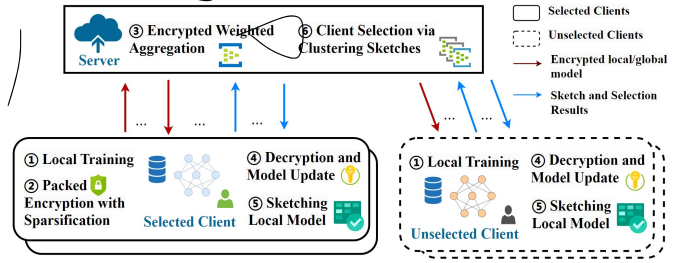 ③ Encrypted Weighted
Aggregation
Server
⑥ Client Selection via
Clustering Sketches
Selected Clients
Unselected Clients
Encrypted local/global
model
Sketch and Selection
Results
...
...
...
...
...
① Local Training
② Packed
Encryption with
Sparsification
Selected Client
④ Decryption and
Model Update
⑤ Sketching
Local Model
① Local Training
Unselected Client
④ Decryption and
Model Update
⑤ Sketching
Local Model